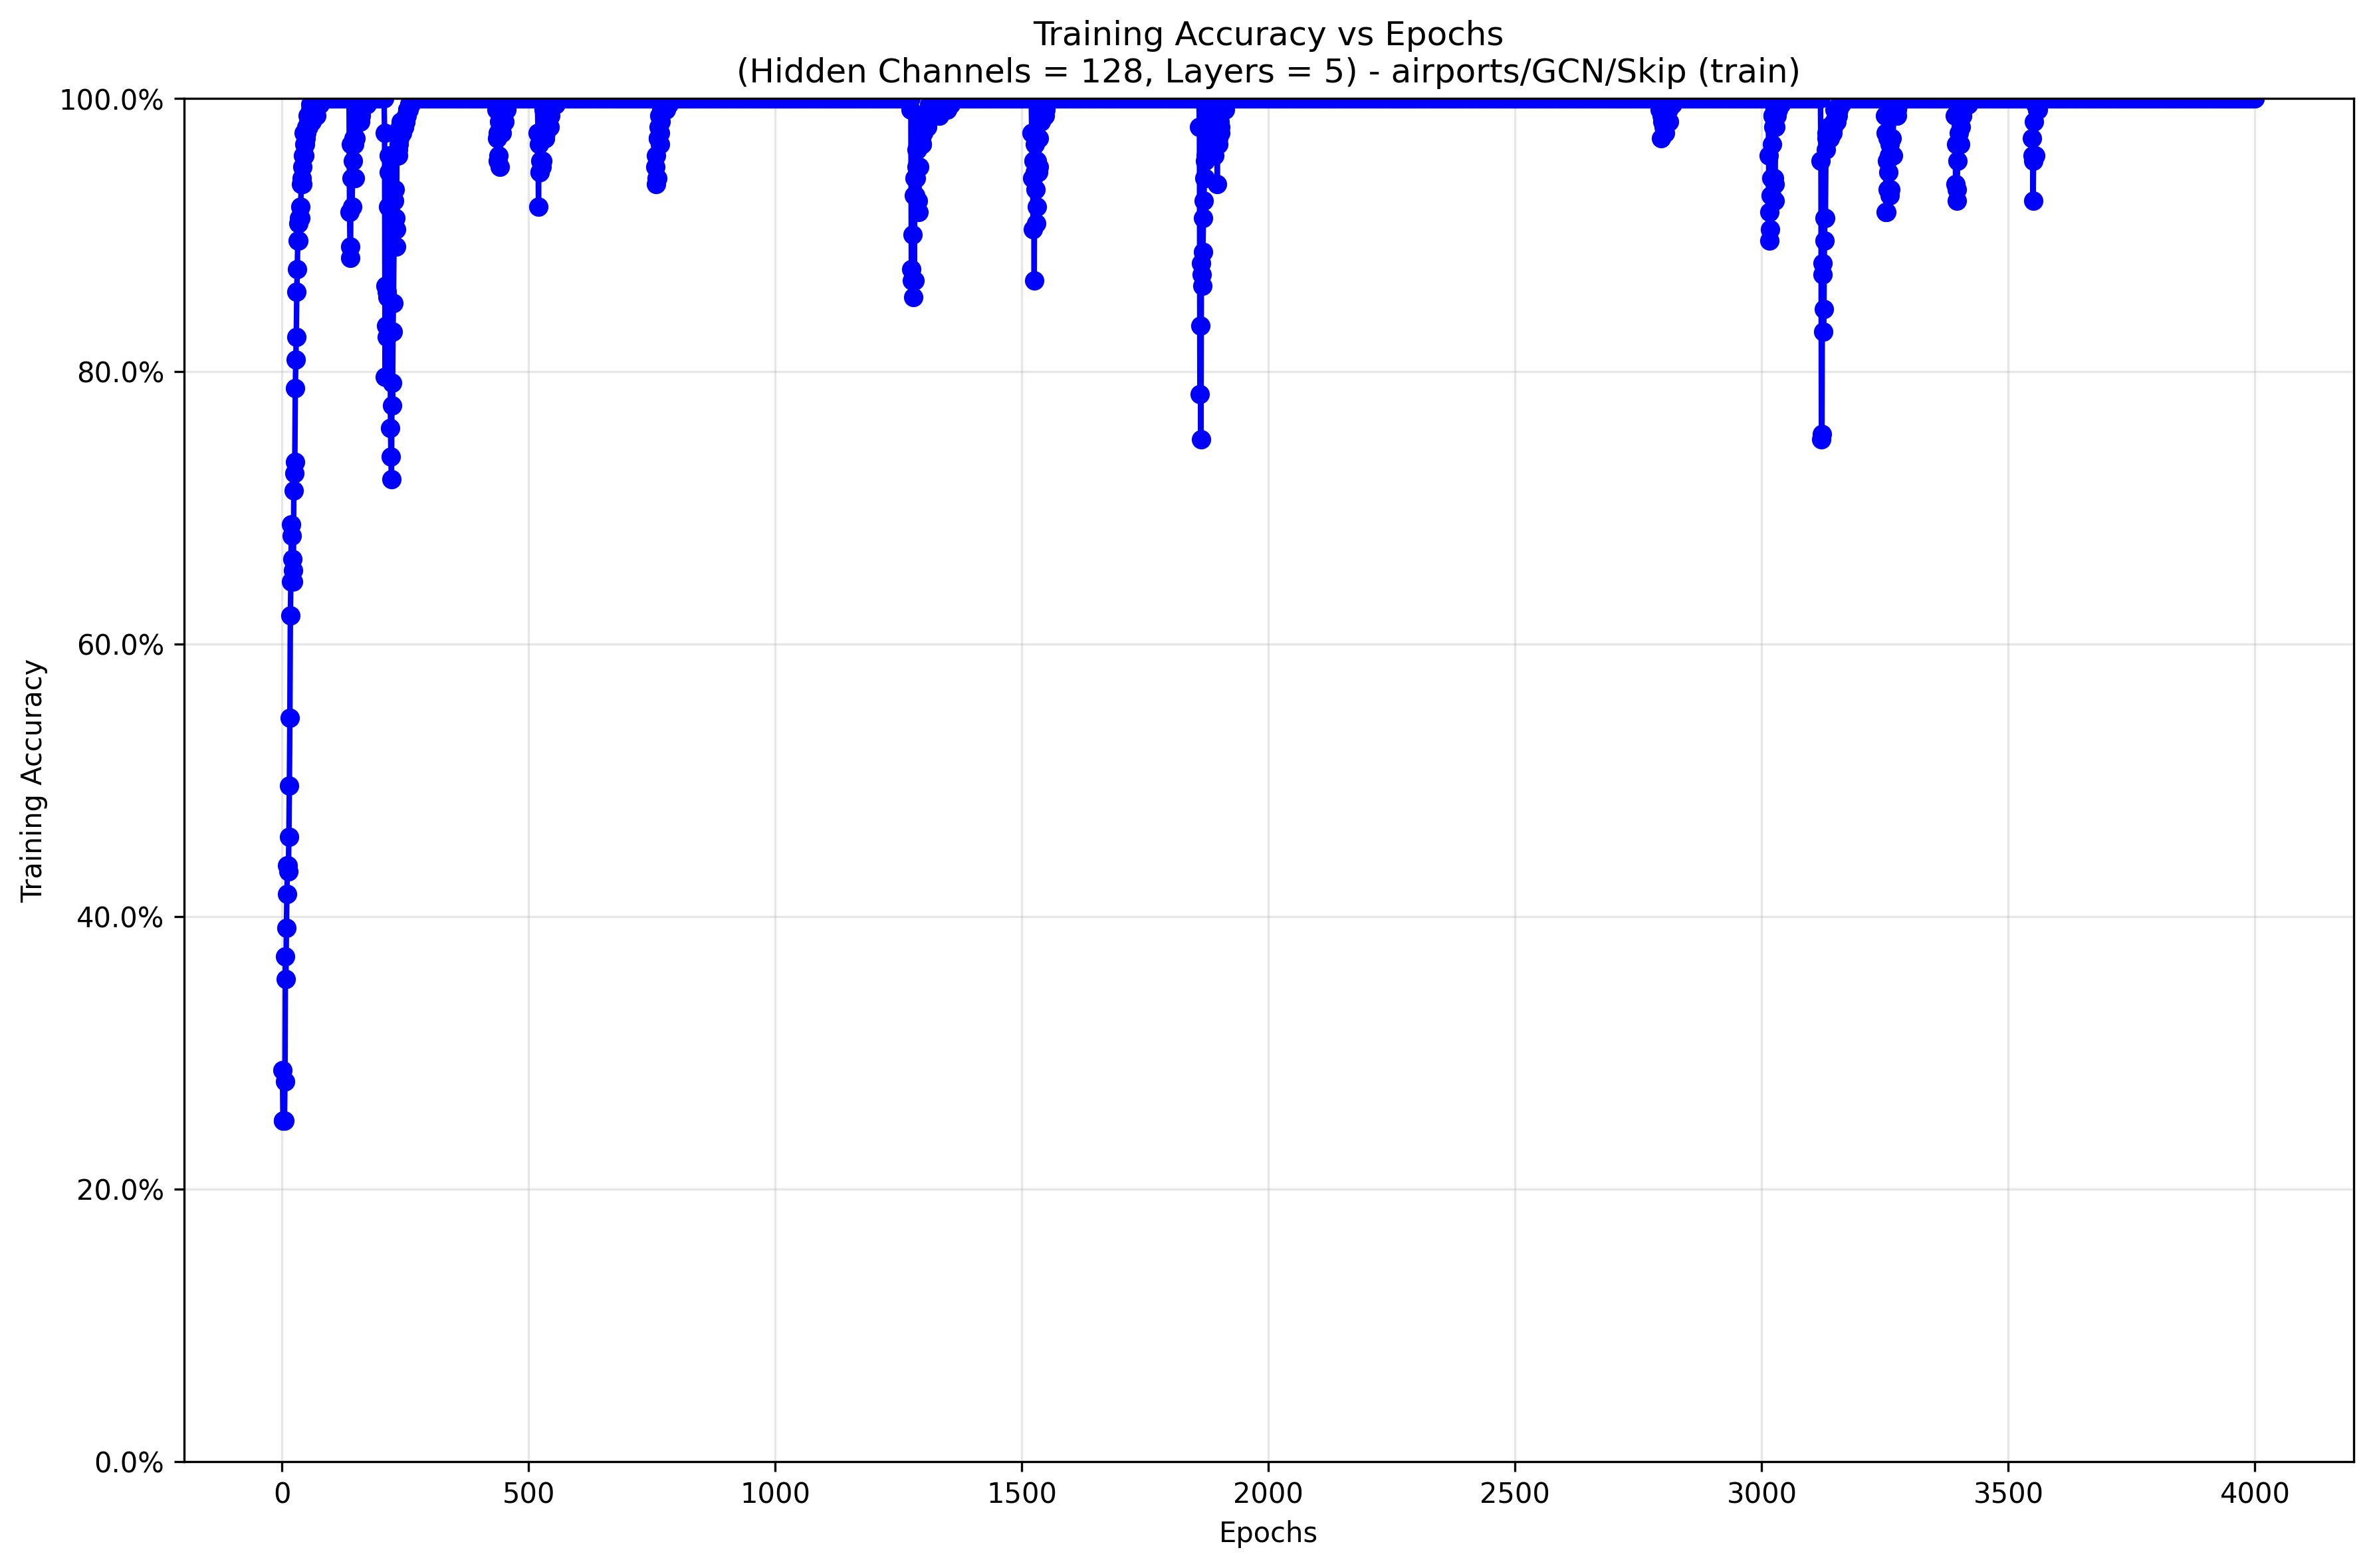 Training Accuracy vs Epochs
(Hidden Channels = 128, Layers = 5) - airports/GCN/Skip (train)
100.0%
80.0%
60.0%
40.0%
20.0%
0.0%
Training Accuracy
0 500 1000 1500 2000 2500 3000 3500 4000
Epochs